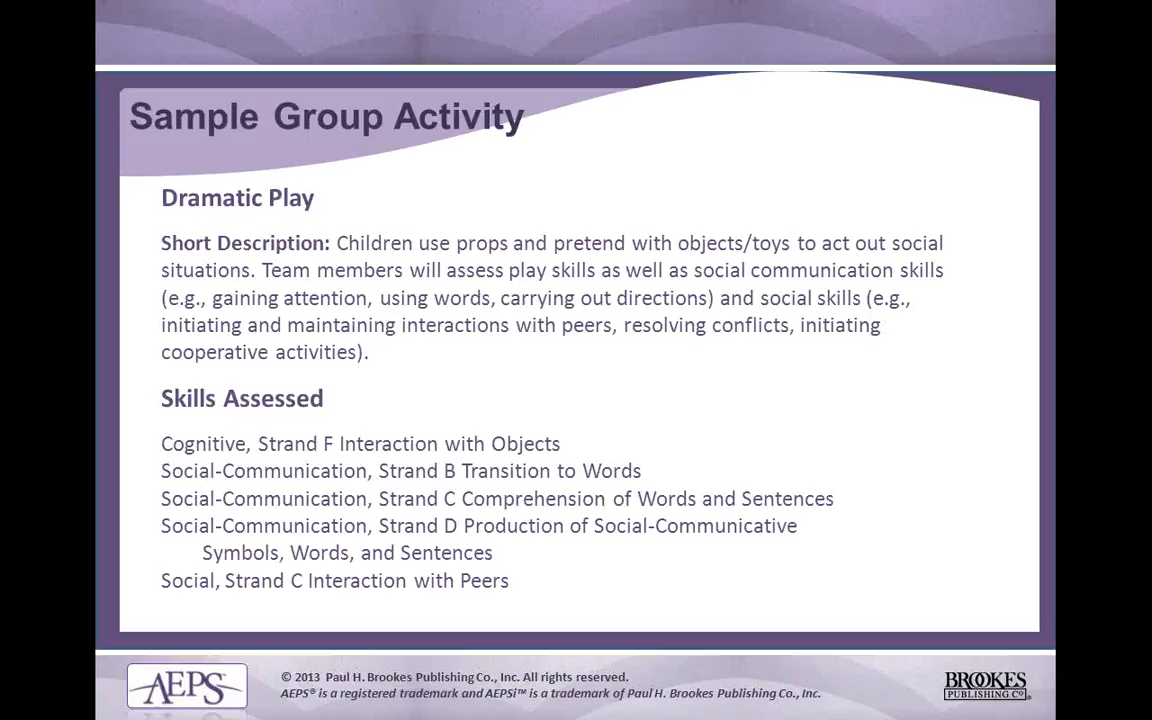 Sample Group Activity
Dramatic Play
Short Description: Children use props and pretend with objects/toys to act out social
situations. Team members will assess play skills as well as social communication skills
(e.g., gaining attention, using words, carrying out directions) and social skills (e.g.,
initiating and maintaining interactions with peers, resolving conflicts, initiating
cooperative activities).
Skills Assessed
Cognitive, Strand F Interaction with Objects
Social-Communication, Strand B Transition to Words
Social-Communication, Strand C Comprehension of Words and Sentences
Social-Communication, Strand D Production of Social-Communicative
Symbols, Words, and Sentences
Social, Strand C Interaction with Peers
AEPS
© 2013 Paul H. Brookes Publishing Co., Inc. All rights reserved.
AEPS® is a registered trademark and AEPSi™ is a trademark of Paul H. Brookes Publishing Co., Inc.
BROOKES
PUBLISHING CO®